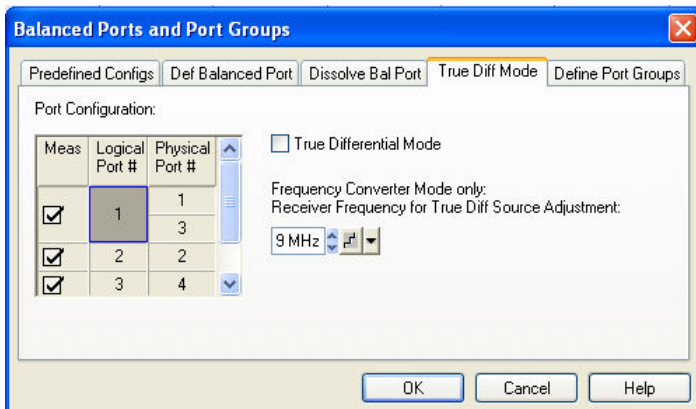 Balanced Ports and Port Groups
Predefined Configs Def Balanced Port Dissolve Bal Port True Diff Mode Define Port Groups
Port Configuration:
Meas Logical Port # Physical Port #
True Differential Mode
1 1
3
2 2
3 4
Frequency Converter Mode only:
Receiver Frequency for True Diff Source Adjustment:
9 MHz
OK Cancel Help